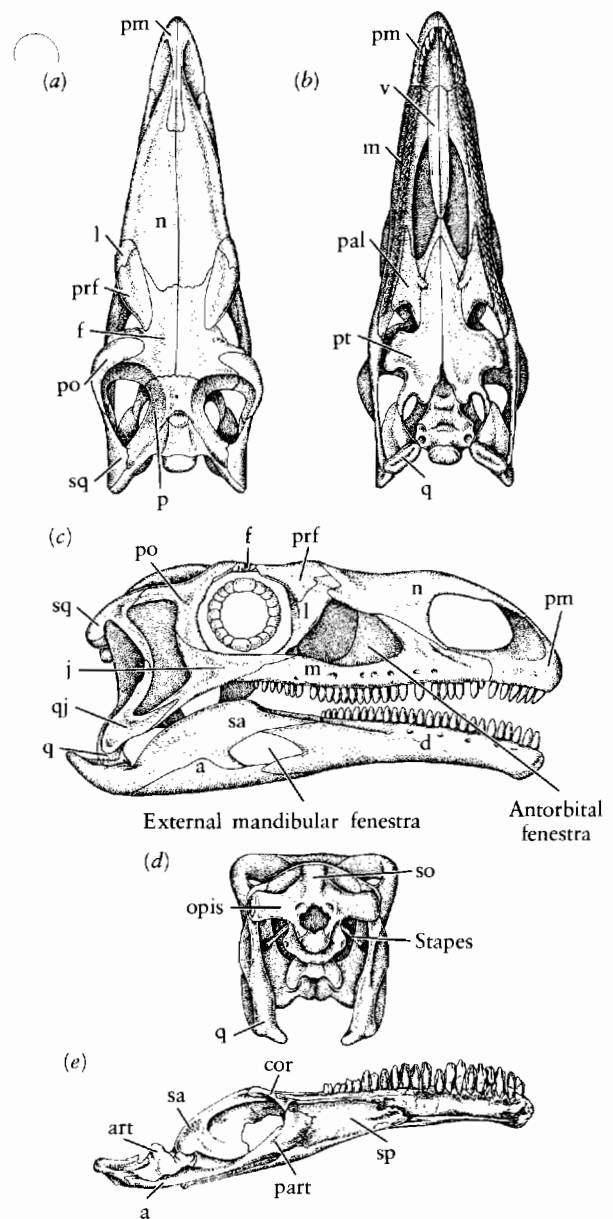 pm
(a)
n
l
prf
f
po
sq
p
(b)
pm
v
m
pal
pt
q
(c)
f
prf
po
n
sq
pm
l
j
m
qj
sa
q
d
a
External mandibular fenestra
Antorbital
fenestra
(d)
so
opis
Stapes
q
(e)
cor
sa
art
sp
part
a